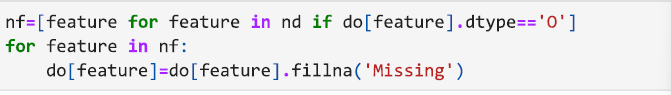 nf=[feature for feature in nd if do[feature].dtype=='O']
for feature in nf:
    do[feature]=do[feature].fillna('Missing')